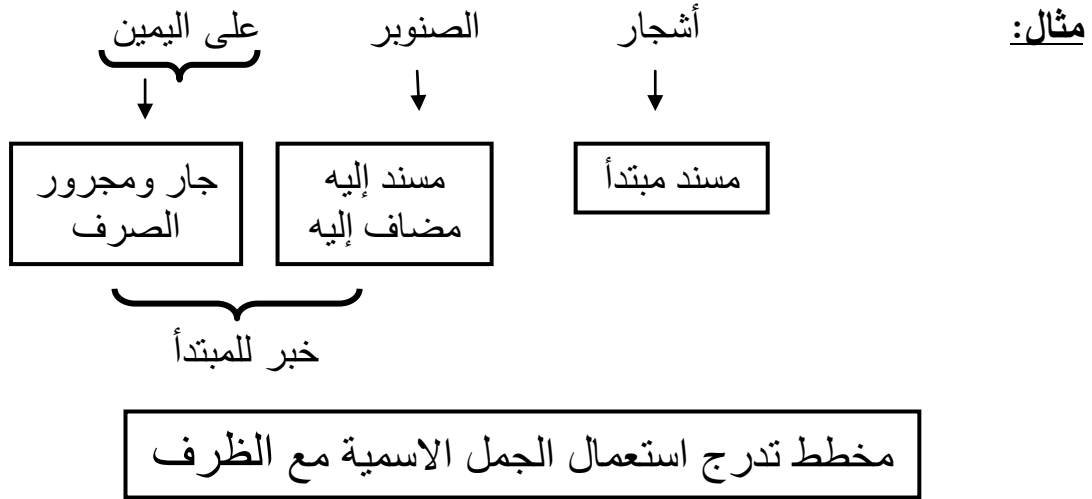 مثال: أشجار الصنوبر على اليمين
مسند مبتدأ
مسند إليه
مضاف إليه
جار ومجرور
الصرف
خبر للمبتدأ
مخطط تدرج استعمال الجمل الاسمية مع الظرف